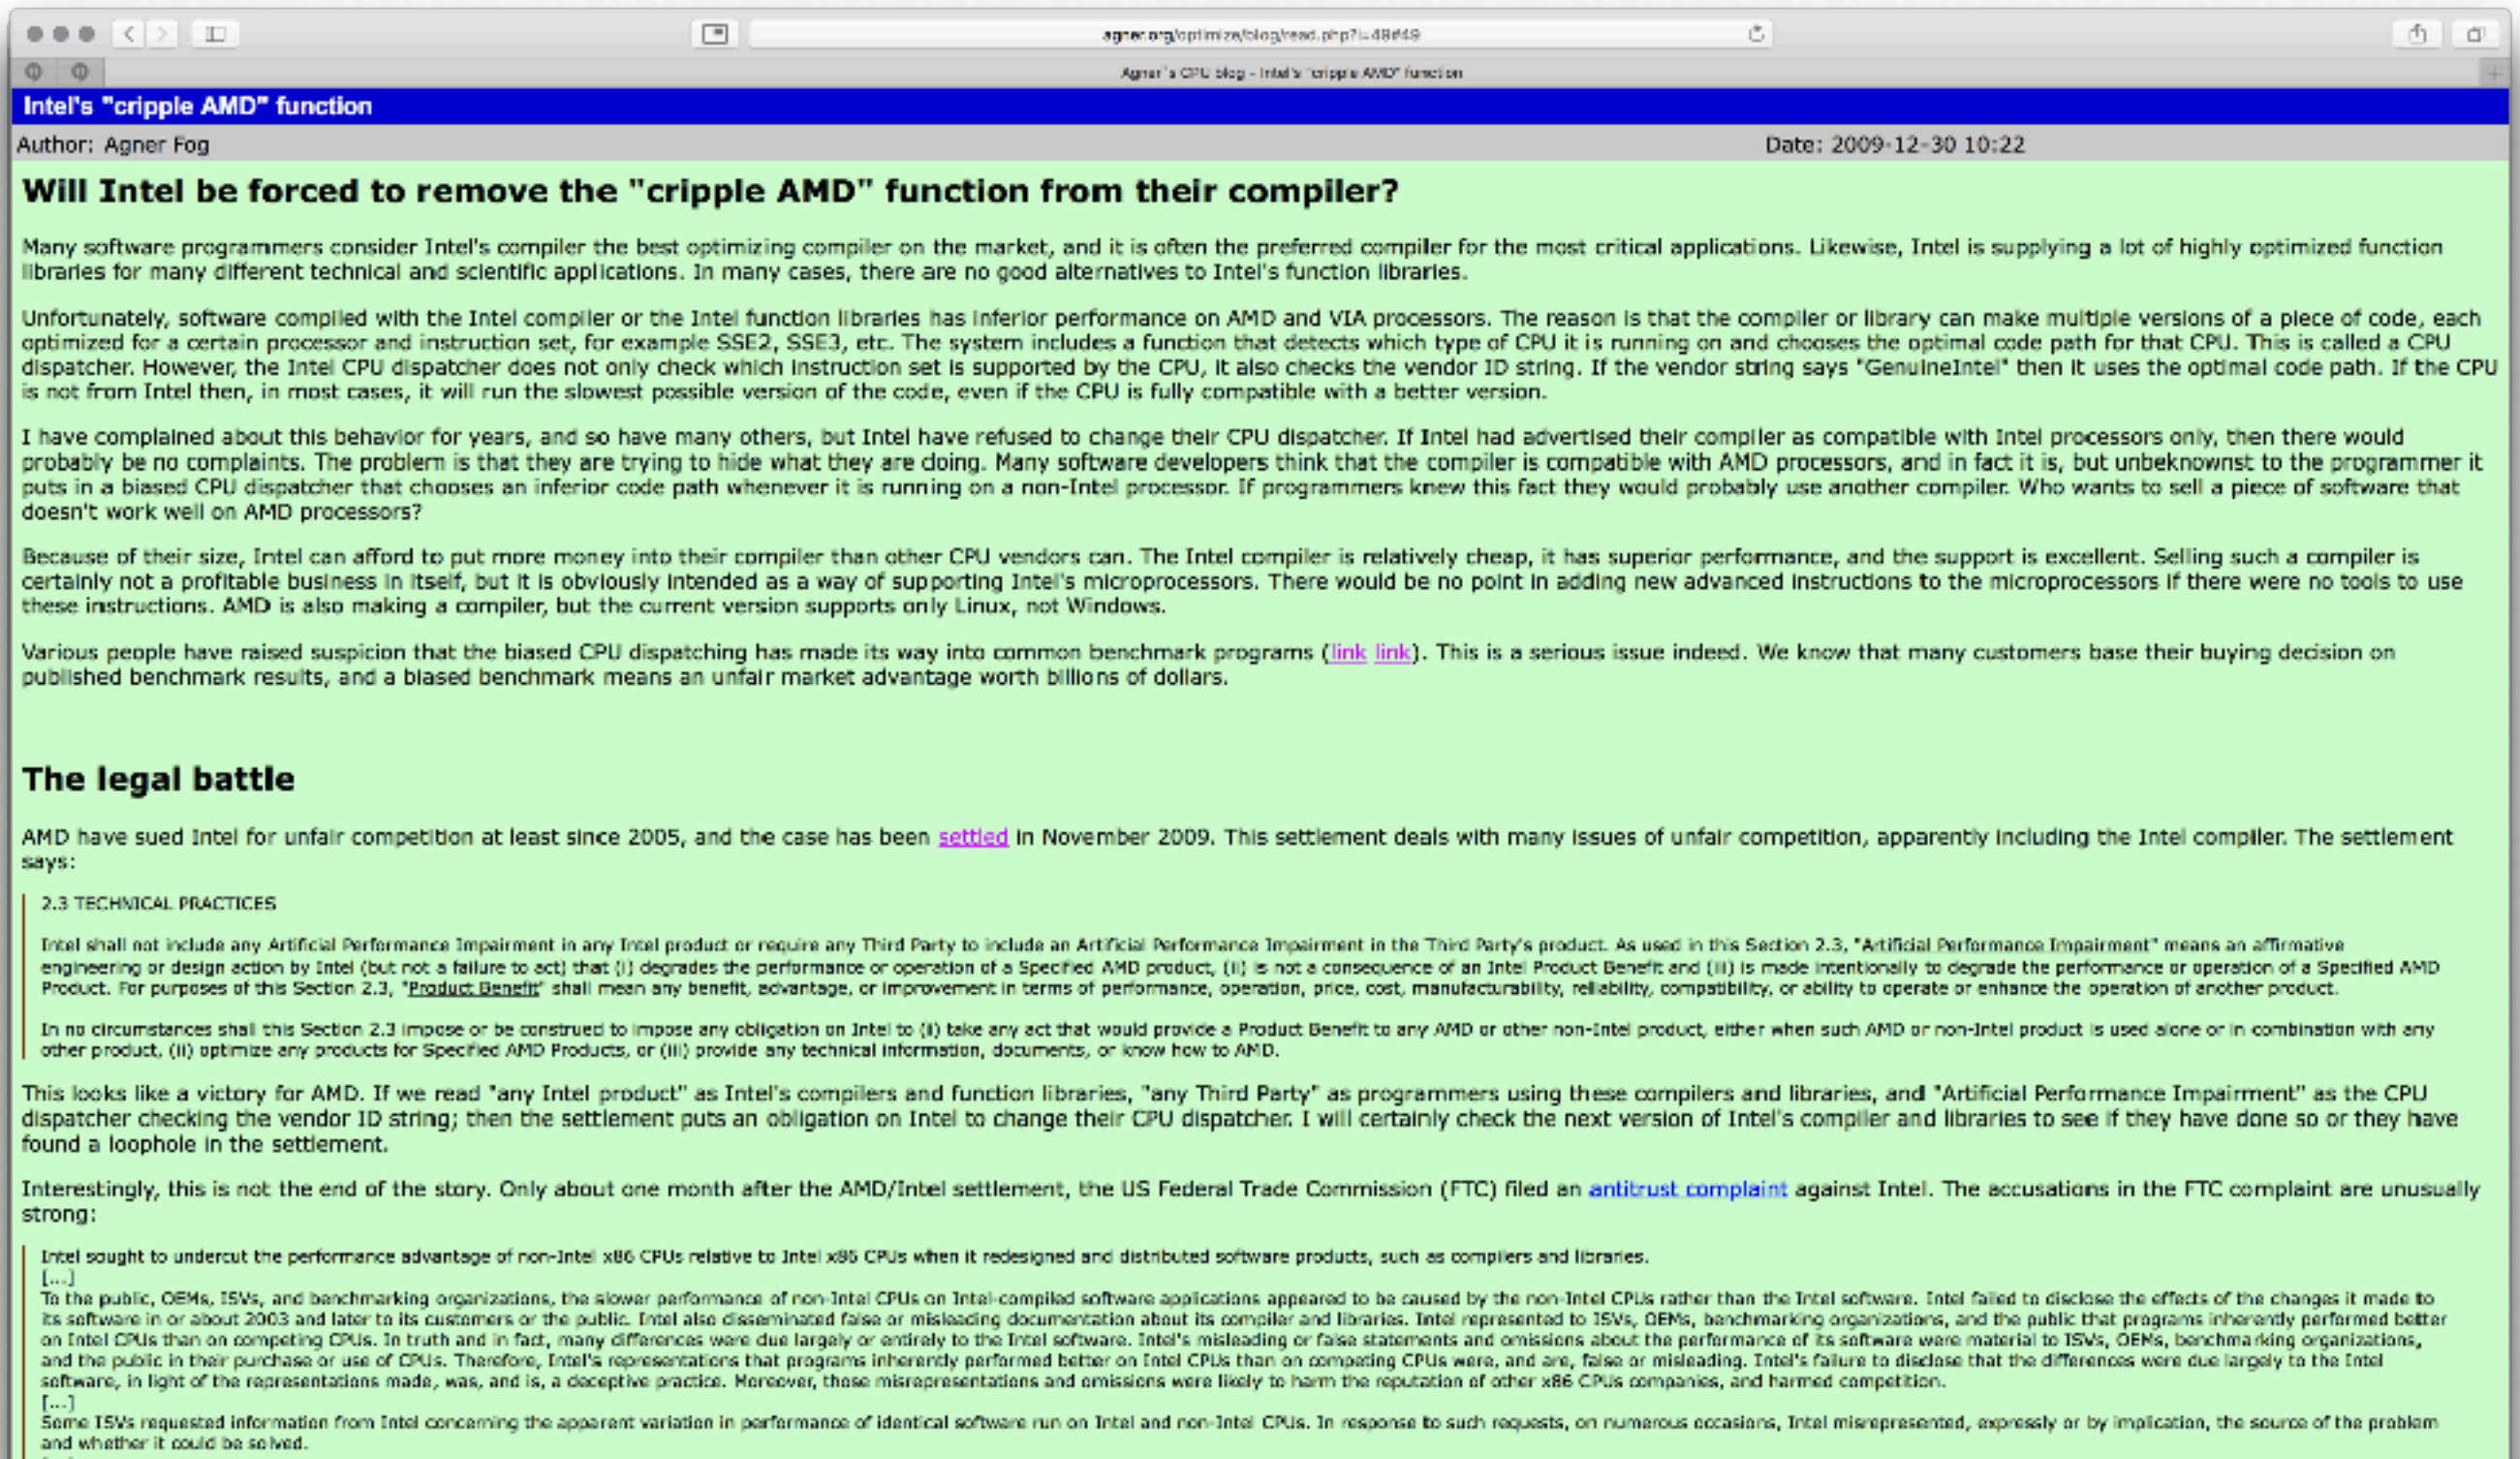 agner.org/optimize/blog/read.php?i=49#49
Agner`s CPU blog - Intel's "cripple AMD" function
Intel's "cripple AMD" function
Author: Agner Fog
Date: 2009-12-30 10:22
Will Intel be forced to remove the "cripple AMD" function from their compiler?
Many software programmers consider Intel's compiler the best optimizing compiler on the market, and it is often the preferred compiler for the most critical applications. Likewise, Intel is supplying a lot of highly optimized function
libraries for many different technical and scientific applications. In many cases, there are no good alternatives to Intel's function libraries.
Unfortunately, software compiled with the Intel compiler or the Intel function libraries has inferior performance on AMD and VIA processors. The reason is that the compiler or library can make multiple versions of a piece of code, each
optimized for a certain processor and instruction set, for example SSE2, SSE3, etc. The system includes a function that detects which type of CPU it is running on and chooses the optimal code path for that CPU. This is called a CPU
dispatcher. However, the Intel CPU dispatcher does not only check which instruction set is supported by the CPU, it also checks the vendor ID string. If the vendor string says "GenuineIntel" then it uses the optimal code path. If the CPU
is not from Intel then, in most cases, it will run the slowest possible version of the code, even if the CPU is fully compatible with a better version.
I have complained about this behavior for years, and so have many others, but Intel have refused to change their CPU dispatcher. If Intel had advertised their compiler as compatible with Intel processors only, then there would
probably be no complaints. The problem is that they are trying to hide what they are doing. Many software developers think that the compiler is compatible with AMD processors, and in fact it is, but unbeknownst to the programmer it
puts in a biased CPU dispatcher that chooses an inferior code path whenever it is running on a non-Intel processor. If programmers knew this fact they would probably use another compiler. Who wants to sell a piece of software that
doesn't work well on AMD processors?
Because of their size, Intel can afford to put more money into their compiler than other CPU vendors can. The Intel compiler is relatively cheap, it has superior performance, and the support is excellent. Selling such a compiler is
certainly not a profitable business in itself, but it is obviously intended as a way of supporting Intel's microprocessors. There would be no point in adding new advanced instructions to the microprocessors if there were no tools to use
these instructions. AMD is also making a compiler, but the current version supports only Linux, not Windows.
Various people have raised suspicion that the biased CPU dispatching has made its way into common benchmark programs (link link). This is a serious issue indeed. We know that many customers base their buying decision on
published benchmark results, and a biased benchmark means an unfair market advantage worth billions of dollars.
The legal battle
AMD have sued Intel for unfair competition at least since 2005, and the case has been settled in November 2009. This settlement deals with many issues of unfair competition, apparently including the Intel compiler. The settlement
says:
2.3 TECHNICAL PRACTICES
Intel shall not include any Artificial Performance Impairment in any Intel product or require any Third Party to include an Artificial Performance Impairment in the Third Party's product. As used in this Section 2.3, "Artificial Performance Impairment" means an affirmative
engineering or design action by Intel (but not a failure to act) that (i) degrades the performance or operation of a Specified AMD product, (ii) is not a consequence of an Intel Product Benefit and (iii) is made intentionally to degrade the performance or operation of a Specified AMD
Product. For purposes of this Section 2.3, "Product Benefit" shall mean any benefit, advantage, or improvement in terms of performance, operation, price, cost, manufacturability, reliability, compatibility, or ability to operate or enhance the operation of another product.
In no circumstances shall this Section 2.3 impose or be construed to impose any obligation on Intel to (i) take any act that would provide a Product Benefit to any AMD or other non-Intel product, either when such AMD or non-Intel product is used alone or in combination with any
other product, (ii) optimize any products for Specified AMD Products, or (iii) provide any technical information, documents, or know how to AMD.
This looks like a victory for AMD. If we read "any Intel product" as Intel's compilers and function libraries, "any Third Party" as programmers using these compilers and libraries, and "Artificial Performance Impairment" as the CPU
dispatcher checking the vendor ID string; then the settlement puts an obligation on Intel to change their CPU dispatcher. I will certainly check the next version of Intel's compiler and libraries to see if they have done so or they have
found a loophole in the settlement.
Interestingly, this is not the end of the story. Only about one month after the AMD/Intel settlement, the US Federal Trade Commission (FTC) filed an antitrust complaint against Intel. The accusations in the FTC complaint are unusually
strong:
Intel sought to undercut the performance advantage of non-Intel x86 CPUs relative to Intel x86 CPUs when it redesigned and distributed software products, such as compilers and libraries.
[...]
To the public, OEMs, ISVs, and benchmarking organizations, the slower performance of non-Intel CPUs on Intel-compiled software applications appeared to be caused by the non-Intel CPUs rather than the Intel software. Intel failed to disclose the effects of the changes it made to
its software in or about 2003 and later to its customers or the public. Intel also disseminated false or misleading documentation about its compiler and libraries. Intel represented to ISVs, OEMs, benchmarking organizations, and the public that programs inherently performed better
on Intel CPUs than on competing CPUs. In truth and in fact, many differences were due largely or entirely to the Intel software. Intel's misleading or false statements and omissions about the performance of its software were material to ISVs, OEMs, benchmarking organizations,
and the public in their purchase or use of CPUs. Therefore, Intel's representations that programs inherently performed better on Intel CPUs than on competing CPUs were, and are, false or misleading. Intel's failure to disclose that the differences were due largely to the Intel
software, in light of the representations made, was, and is, a deceptive practice. Moreover, those misrepresentations and omissions were likely to harm the reputation of other x86 CPUs companies, and harmed competition.
[...]
Some ISVs requested information from Intel concerning the apparent variation in performance of identical software run on Intel and non-Intel CPUs. In response to such requests, on numerous occasions, Intel misrepresented, expressly or by implication, the source of the problem
and whether it could be solved.